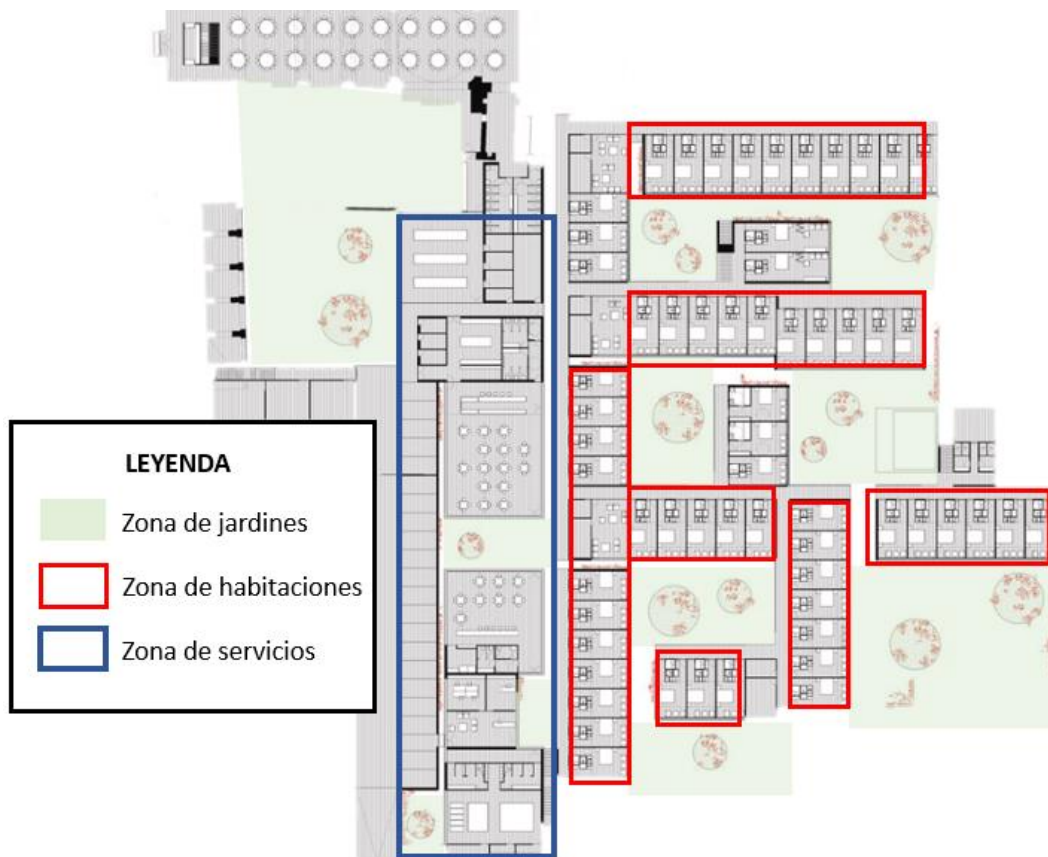 LEYENDA
Zona de jardines
Zona de habitaciones
Zona de servicios